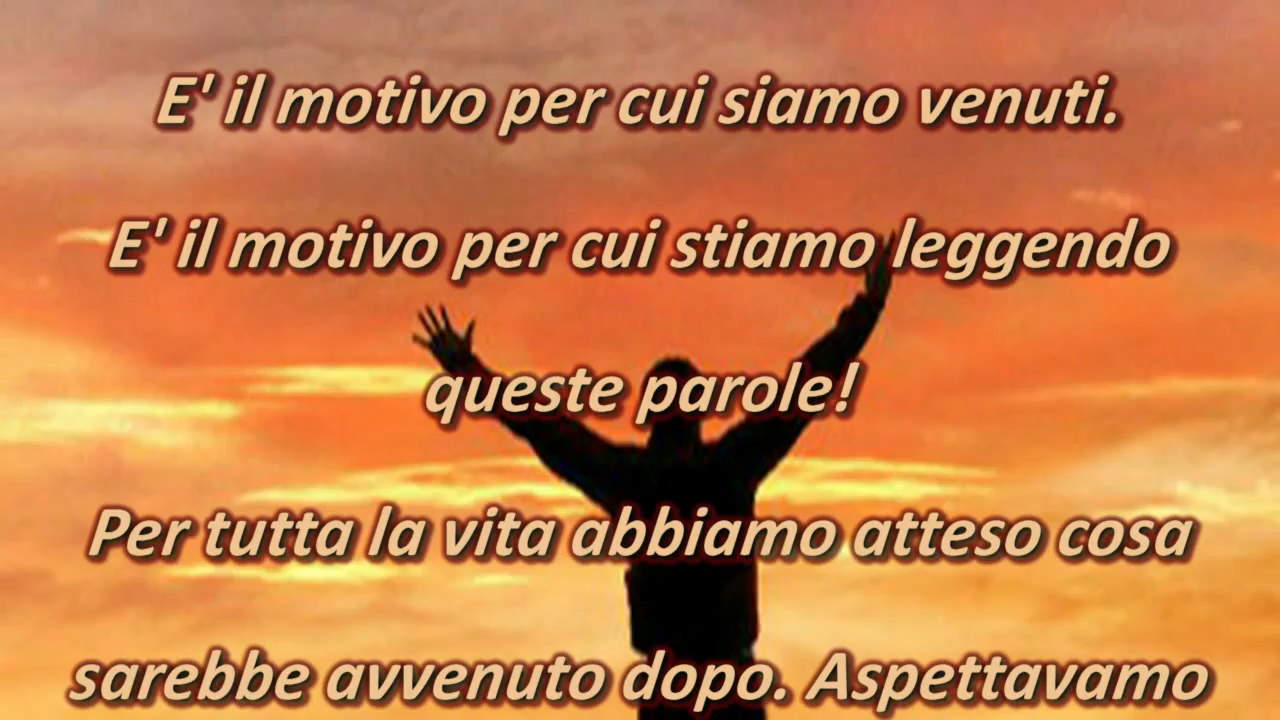 E' il motivo per cui siamo venuti.
E' il motivo per cui stiamo leggendo
queste parole!
Per tutta la vita abbiamo atteso cosa
sarebbe avvenuto dopo. Aspettavamo